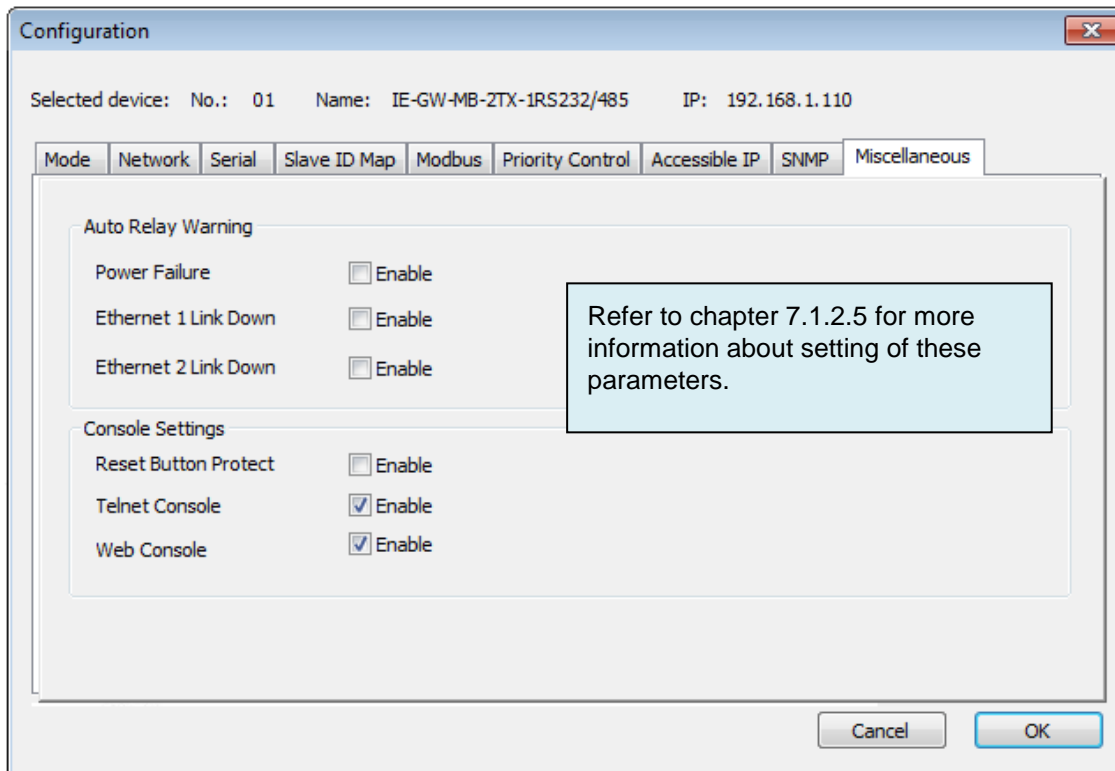 Configuration
Selected device: No.: 01 Name: IE-GW-MB-2TX-1RS232/485 IP: 192.168.1.110
Mode Network Serial Slave ID Map Modbus Priority Control Accessible IP SNMP Miscellaneous
Auto Relay Warning
Power Failure Enable
Ethernet 1 Link Down Enable
Ethernet 2 Link Down Enable
Refer to chapter 7.1.2.5 for more
information about setting of these
parameters.
Console Settings
Reset Button Protect Enable
Telnet Console Enable
Web Console Enable
Cancel OK